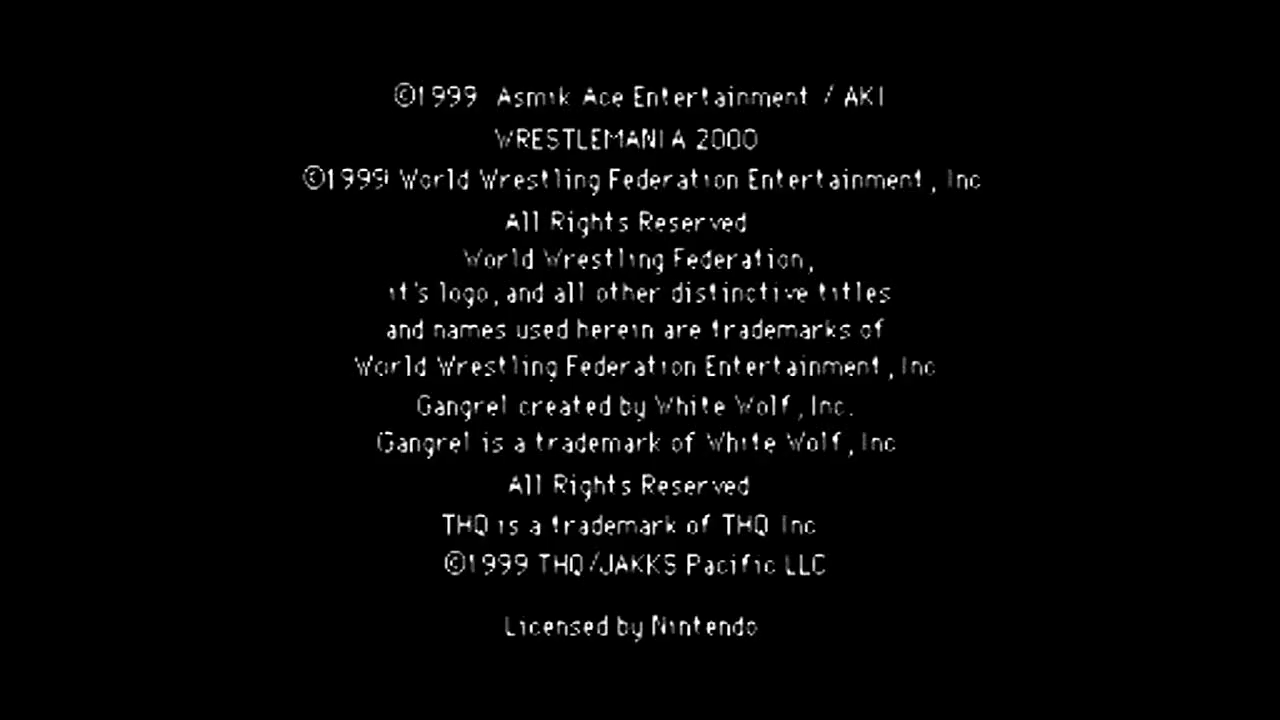 ©1999 Asmik Ace Entertainment / AKI
WRESTLEMANIA 2000
©1999 World Wrestling Federation Entertainment, Inc
All Rights Reserved
World Wrestling Federation,
it's logo, and all other distinctive titles
and names used herein are trademarks of
World Wrestling Federation Entertainment, Inc
Gangrel created by White Wolf, Inc.
Gangrel is a trademark of White Wolf, Inc
All Rights Reserved
THQ is a trademark of THQ Inc
©1999 THQ/JAKKS Pacific LLC
Licensed by Nintendo